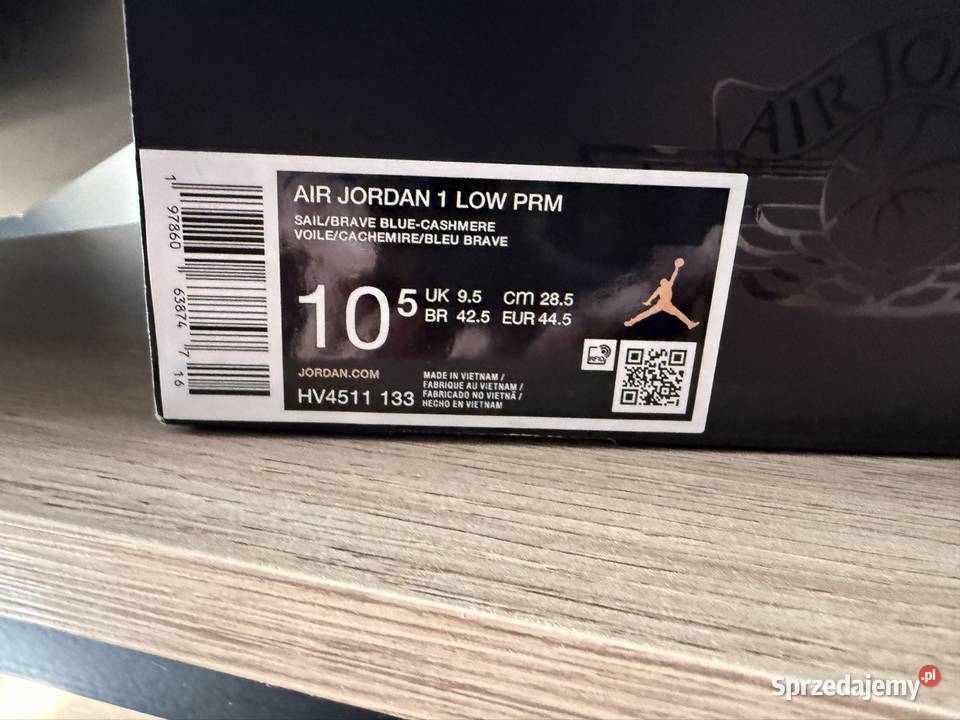 AIR JORDAN
AIR JORDAN 1 LOW PRM
SAIL/BRAVE BLUE-CASHMERE
VOILE/CACHEMIRE/BLEU BRAVE
10 5
UK 9.5 cm 28.5
BR 42.5 EUR 44.5
JORDAN.COM
HV4511 133
MADE IN VIETNAM /
FABRIQUE AU VIETNAM /
FABRICADO NO VIETNÃ /
HECHO EN VIETNAM
RFID
1 97860 63874 7 16
Sprzedajemy.pl